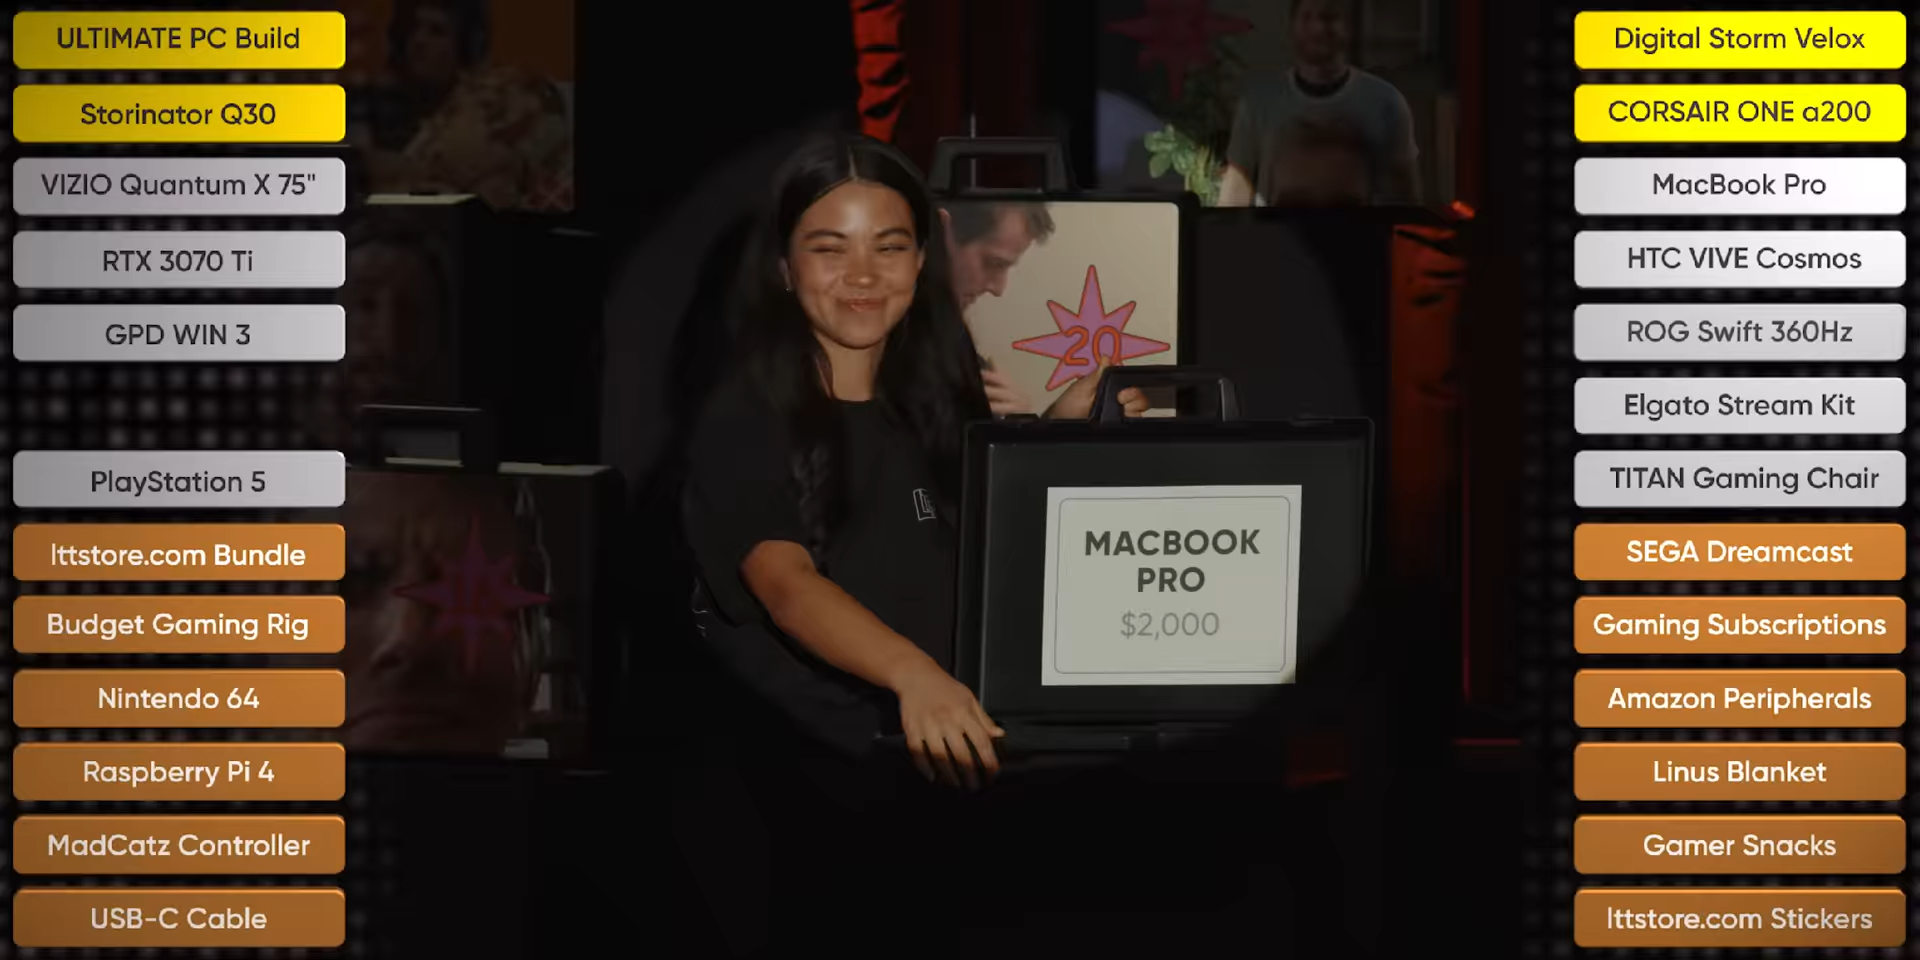 ULTIMATE PC Build
Storinator Q30
VIZIO Quantum X 75"
RTX 3070 Ti
GPD WIN 3
PlayStation 5
lttstore.com Bundle
Budget Gaming Rig
Nintendo 64
Raspberry Pi 4
MadCatz Controller
USB-C Cable
20
MACBOOK
PRO
$2,000
Digital Storm Velox
CORSAIR ONE a200
MacBook Pro
HTC VIVE Cosmos
ROG Swift 360Hz
Elgato Stream Kit
TITAN Gaming Chair
SEGA Dreamcast
Gaming Subscriptions
Amazon Peripherals
Linus Blanket
Gamer Snacks
lttstore.com Stickers